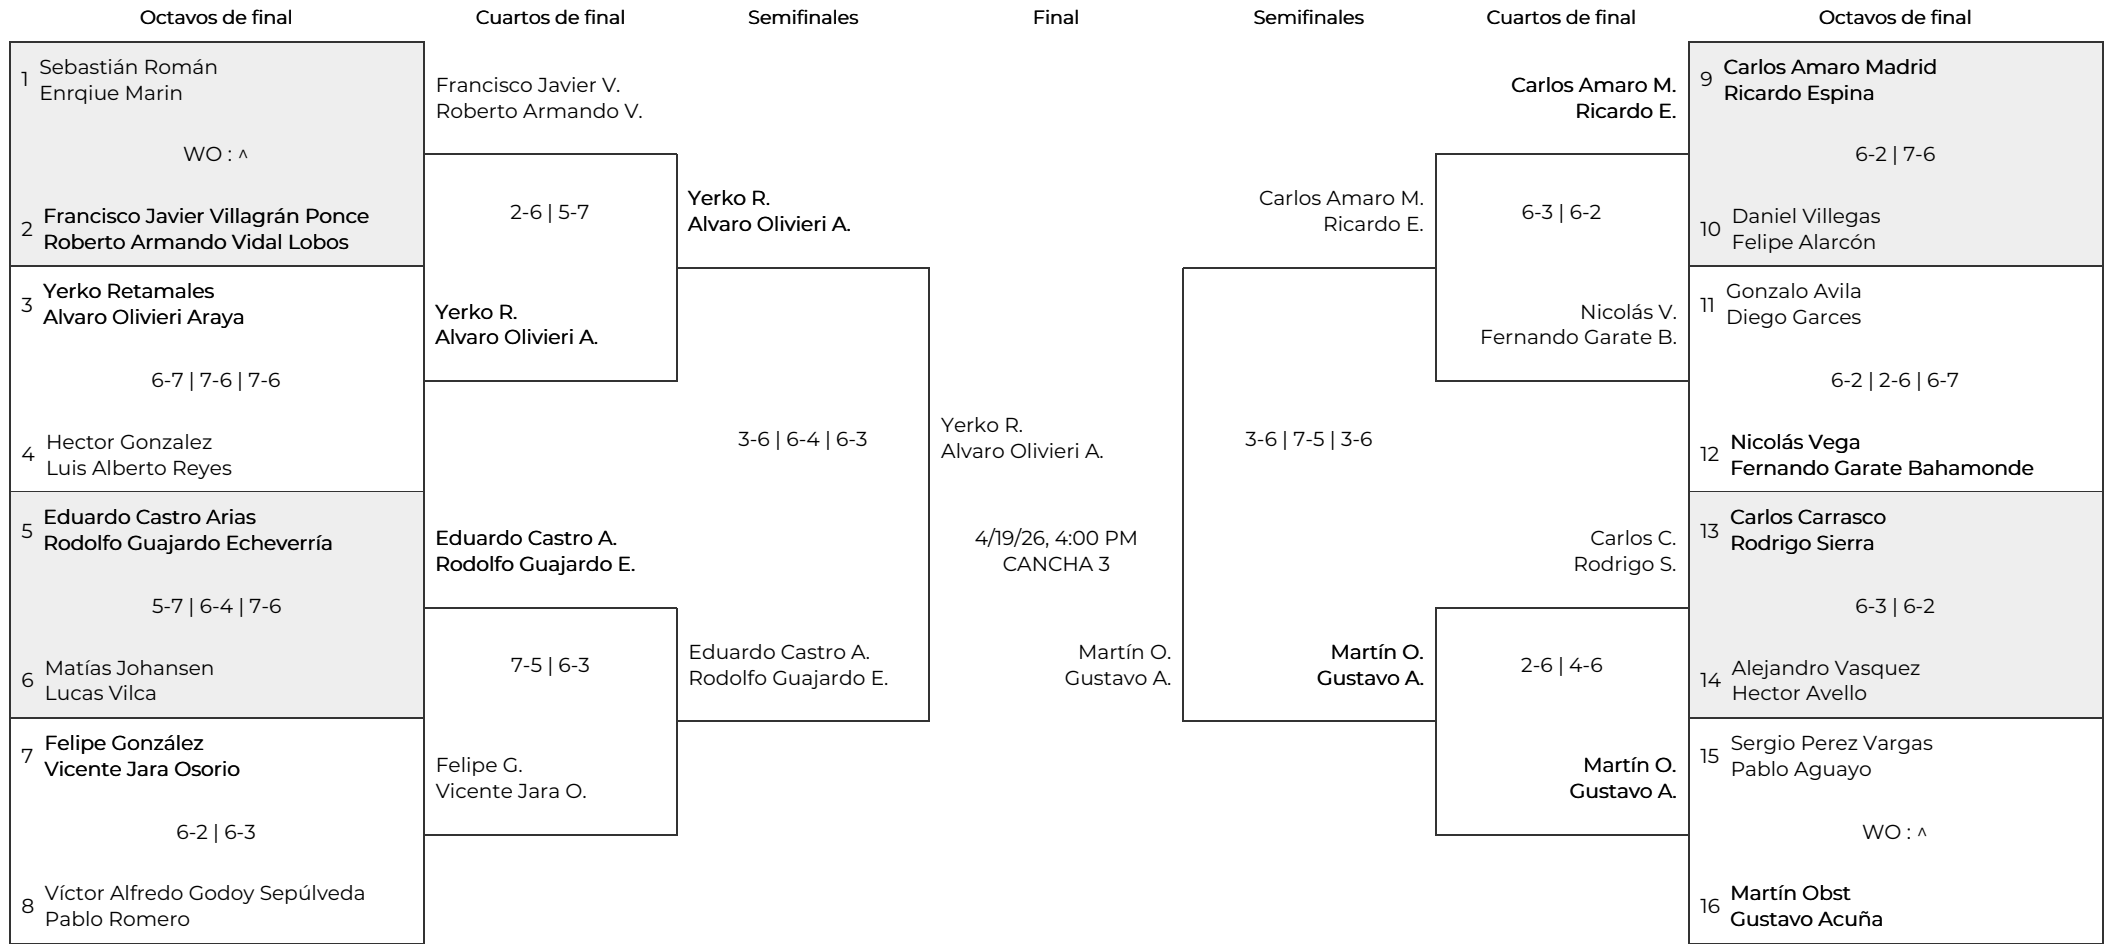 Octavos de final
Cuartos de final
Semifinales
Final
Semifinales
Cuartos de final
Octavos de final
1
Sebastián Román
Enrqiue Marin
WO : ^
2
Francisco Javier Villagrán Ponce
Roberto Armando Vidal Lobos
3
Yerko Retamales
Alvaro Olivieri Araya
6-7 | 7-6 | 7-6
4
Hector Gonzalez
Luis Alberto Reyes
5
Eduardo Castro Arias
Rodolfo Guajardo Echeverría
5-7 | 6-4 | 7-6
6
Matías Johansen
Lucas Vilca
7
Felipe González
Vicente Jara Osorio
6-2 | 6-3
8
Víctor Alfredo Godoy Sepúlveda
Pablo Romero
Francisco Javier V.
Roberto Armando V.
2-6 | 5-7
Yerko R.
Alvaro Olivieri A.
Eduardo Castro A.
Rodolfo Guajardo E.
7-5 | 6-3
Felipe G.
Vicente Jara O.
Yerko R.
Alvaro Olivieri A.
3-6 | 6-4 | 6-3
Eduardo Castro A.
Rodolfo Guajardo E.
Yerko R.
Alvaro Olivieri A.
4/19/26, 4:00 PM
CANCHA 3
Martín O.
Gustavo A.
Carlos Amaro M.
Ricardo E.
3-6 | 7-5 | 3-6
Martín O.
Gustavo A.
Carlos Amaro M.
Ricardo E.
6-3 | 6-2
Nicolás V.
Fernando Garate B.
Carlos C.
Rodrigo S.
2-6 | 4-6
Martín O.
Gustavo A.
9
Carlos Amaro Madrid
Ricardo Espina
6-2 | 7-6
10
Daniel Villegas
Felipe Alarcón
11
Gonzalo Avila
Diego Garces
6-2 | 2-6 | 6-7
12
Nicolás Vega
Fernando Garate Bahamonde
13
Carlos Carrasco
Rodrigo Sierra
6-3 | 6-2
14
Alejandro Vasquez
Hector Avello
15
Sergio Perez Vargas
Pablo Aguayo
WO : ^
16
Martín Obst
Gustavo Acuña